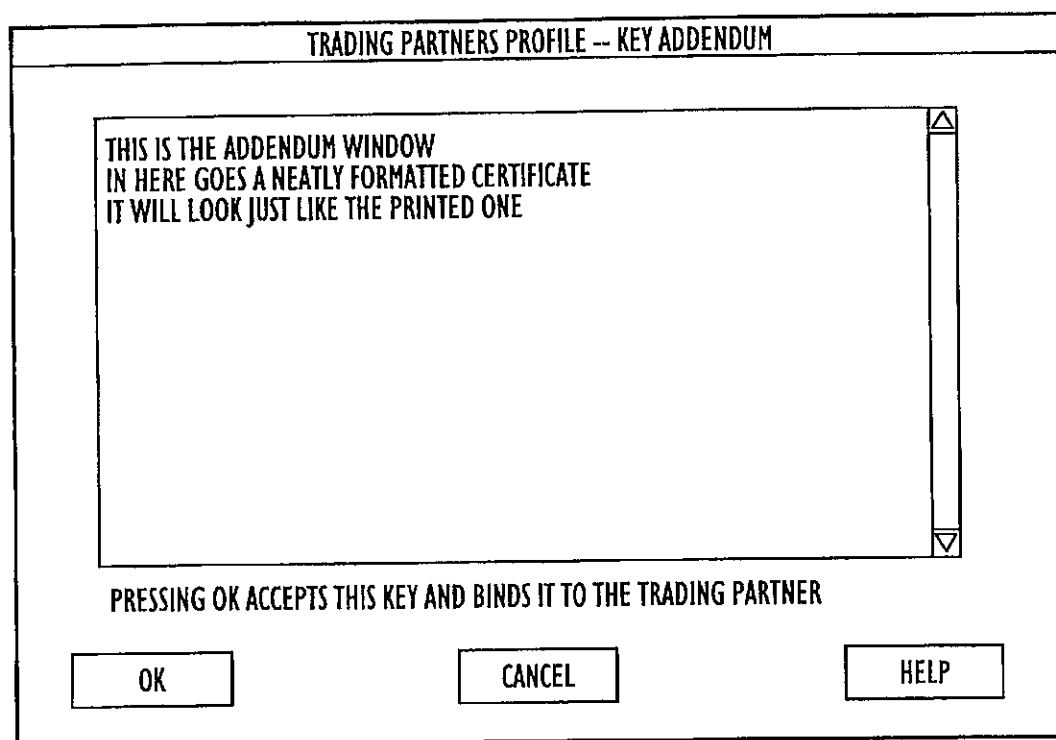 TRADING PARTNERS PROFILE -- KEY ADDENDUM
THIS IS THE ADDENDUM WINDOW
IN HERE GOES A NEATLY FORMATTED CERTIFICATE
IT WILL LOOK JUST LIKE THE PRINTED ONE
PRESSING OK ACCEPTS THIS KEY AND BINDS IT TO THE TRADING PARTNER
OK
CANCEL
HELP